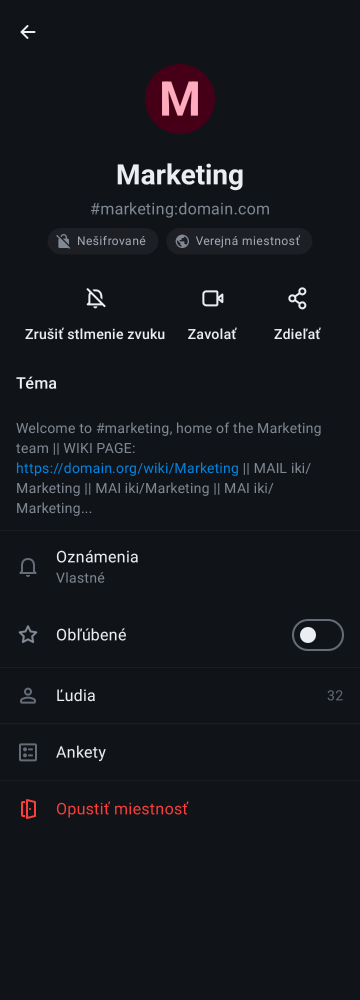 M
Marketing
#marketing:domain.com
Nešifrované
Verejná miestnosť
Zrušiť stlmenie zvuku
Zavolať
Zdieľať
Téma
Welcome to #marketing, home of the Marketing
team || WIKI PAGE:
https://domain.org/wiki/Marketing || MAIL iki/
Marketing || MAI iki/Marketing || MAI iki/
Marketing...
Oznámenia
Vlastné
Obľúbené
Ľudia 32
Ankety
Opustiť miestnosť